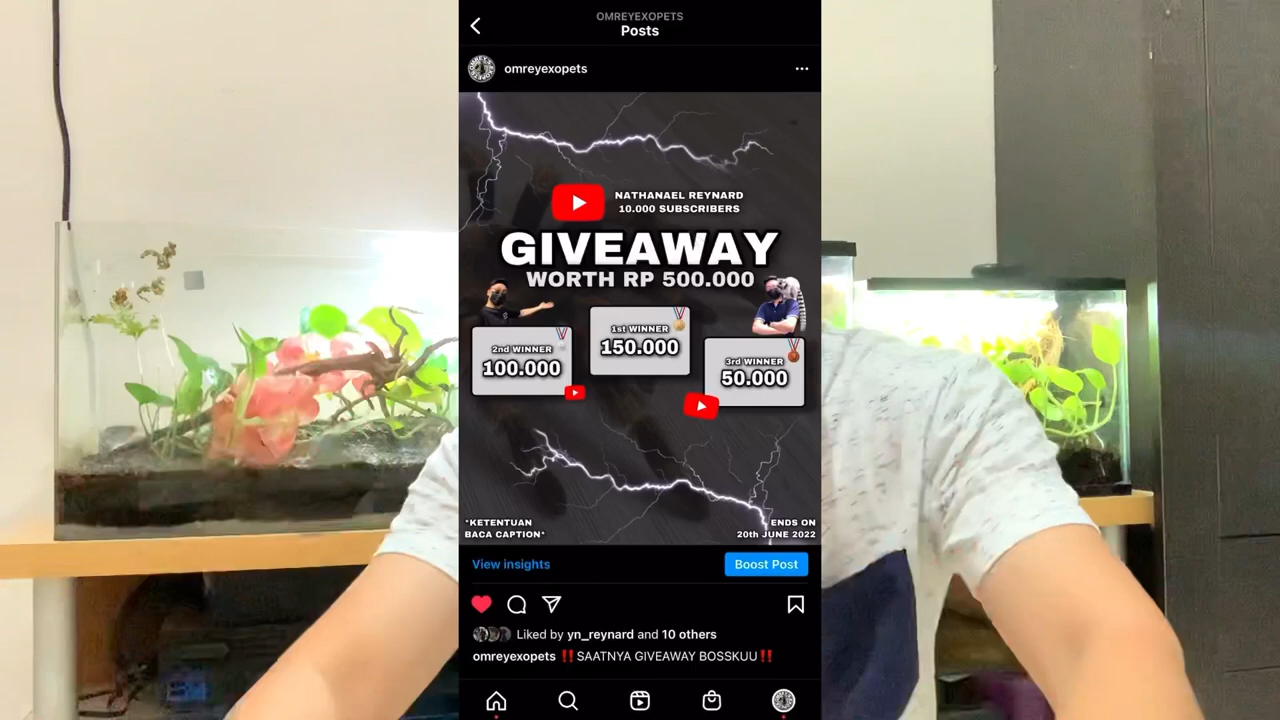 OMREYEXOPETS
Posts
omreyexopets
NATHANAEL REYNARD
10.000 SUBSCRIBERS
GIVEAWAY
WORTH RP 500.000
1st WINNER
150.000
2nd WINNER
100.000
3rd WINNER
50.000
*KETENTUAN
BACA CAPTION*
ENDS ON
20th JUNE 2022
View insights
Boost Post
Liked by yn_reynard and 10 others
omreyexopets ‼️SAATNYA GIVEAWAY BOSSKUU‼️